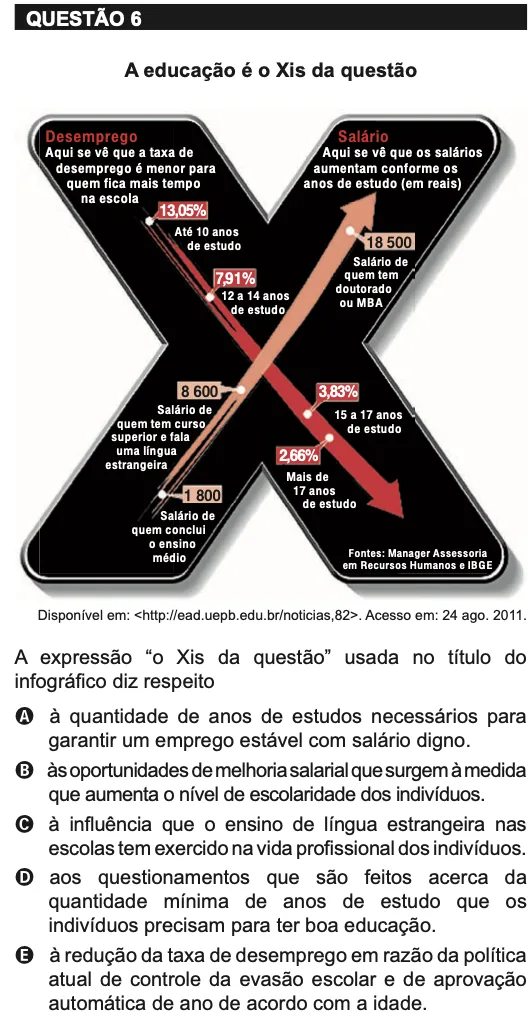 QUESTÃO 6
A educação é o Xis da questão
Desemprego
Aqui se vê que a taxa de
desemprego é menor para
quem fica mais tempo
na escola
13,05%
Até 10 anos
de estudo
7,91%
12 a 14 anos
de estudo
3,83%
15 a 17 anos
de estudo
2,66%
Mais de
17 anos
de estudo
Salário
Aqui se vê que os salários
aumentam conforme os
anos de estudo (em reais)
18 500
Salário de
quem tem
doutorado
ou MBA
8 600
Salário de
quem tem curso
superior e fala
uma língua
estrangeira
1 800
Salário de
quem conclui
o ensino
médio
Fontes: Manager Assessoria
em Recursos Humanos e IBGE
Disponível em: <http://ead.uepb.edu.br/noticias,82>. Acesso em: 24 ago. 2011.
A expressão “o Xis da questão” usada no título do
infográfico diz respeito
A à quantidade de anos de estudos necessários para
garantir um emprego estável com salário digno.
B às oportunidades de melhoria salarial que surgem à medida
que aumenta o nível de escolaridade dos indivíduos.
C à influência que o ensino de língua estrangeira nas
escolas tem exercido na vida profissional dos indivíduos.
D aos questionamentos que são feitos acerca da
quantidade mínima de anos de estudo que os
indivíduos precisam para ter boa educação.
E à redução da taxa de desemprego em razão da política
atual de controle da evasão escolar e de aprovação
automática de ano de acordo com a idade.